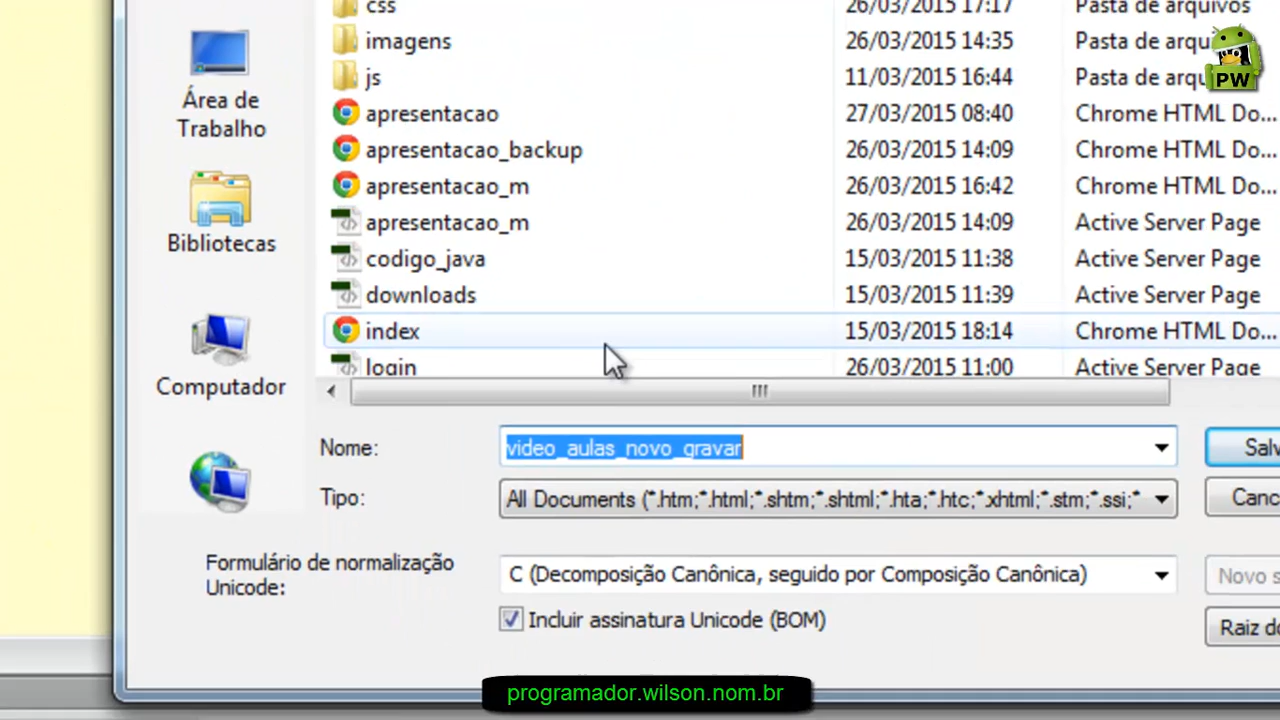 css 26/03/2015 17:17 Pasta de arquivos
imagens 26/03/2015 14:35 Pasta de arqu
js 11/03/2015 16:44 Pasta de arqu
PW
apresentacao 27/03/2015 08:40 Chrome HTML Do...
apresentacao_backup 26/03/2015 14:09 Chrome HTML Do...
apresentacao_m 26/03/2015 16:42 Chrome HTML Do...
apresentacao_m 26/03/2015 14:09 Active Server Page
codigo_java 15/03/2015 11:38 Active Server Page
downloads 15/03/2015 11:39 Active Server Page
index 15/03/2015 18:14 Chrome HTML Do...
login 26/03/2015 11:00 Active Server Page
Área de
Trabalho
Bibliotecas
Computador
Nome: video_aulas_novo_gravar Salv
Tipo: All Documents (*.htm;*.html;*.shtm;*.shtml;*.hta;*.htc;*.xhtml;*.stm;*.ssi;* Canc
Formulário de normalização
Unicode: C (Decomposição Canônica, seguido por Composição Canônica) Novo s
Incluir assinatura Unicode (BOM) Raiz do
programador.wilson.nom.br